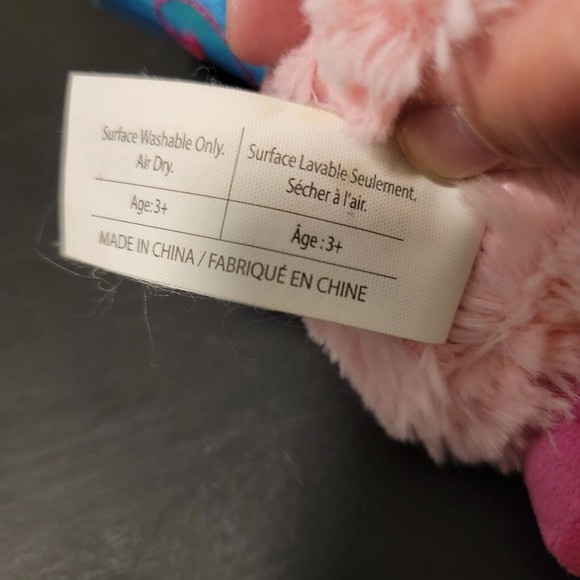 Surface Washable Only.
Air Dry.
Surface Lavable Seulement.
Sécher à l'air.
Age: 3+
Âge : 3+
MADE IN CHINA / FABRIQUÉ EN CHINE